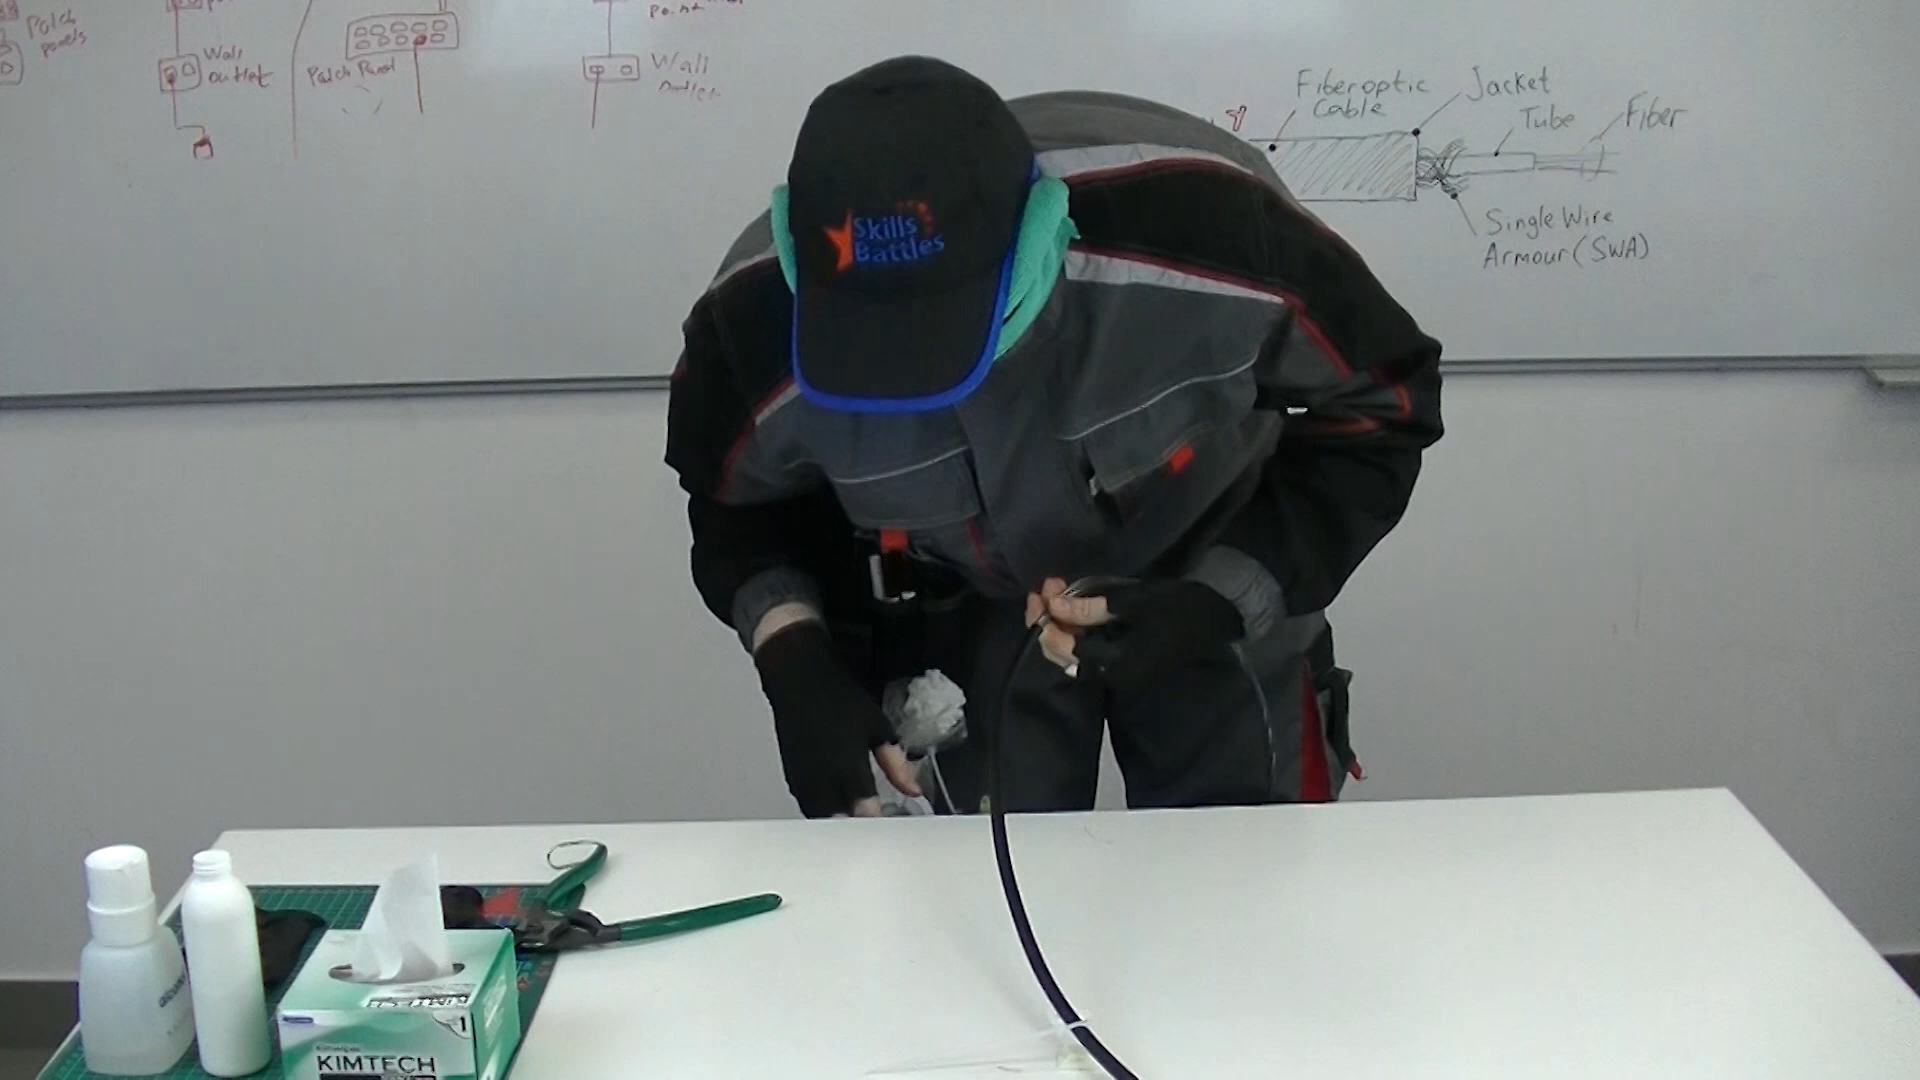 Patch
panels
Wall
outlet
Patch Panel
Wall
Fiberoptic
Cable
Jacket
Tube
Fiber
Single Wire
Armour (SWA)
Skills
Battles
KIMTECH
1